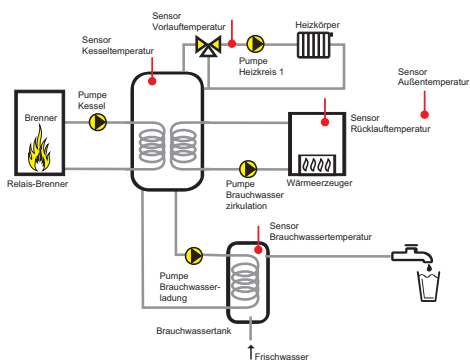 Sensor
Vorlauftemperatur
Heizkörper
Sensor
Kesseltemperatur
Pumpe
Heizkreis 1
Sensor
Außentemperatur
Pumpe
Kessel
Brenner
Sensor
Rücklauftemperatur
Relais-Brenner
Pumpe
Brauchwasser
zirkulation
Wärmeerzeuger
Sensor
Brauchwassertemperatur
Pumpe
Brauchwasser-
ladung
Brauchwassertank
Frischwasser